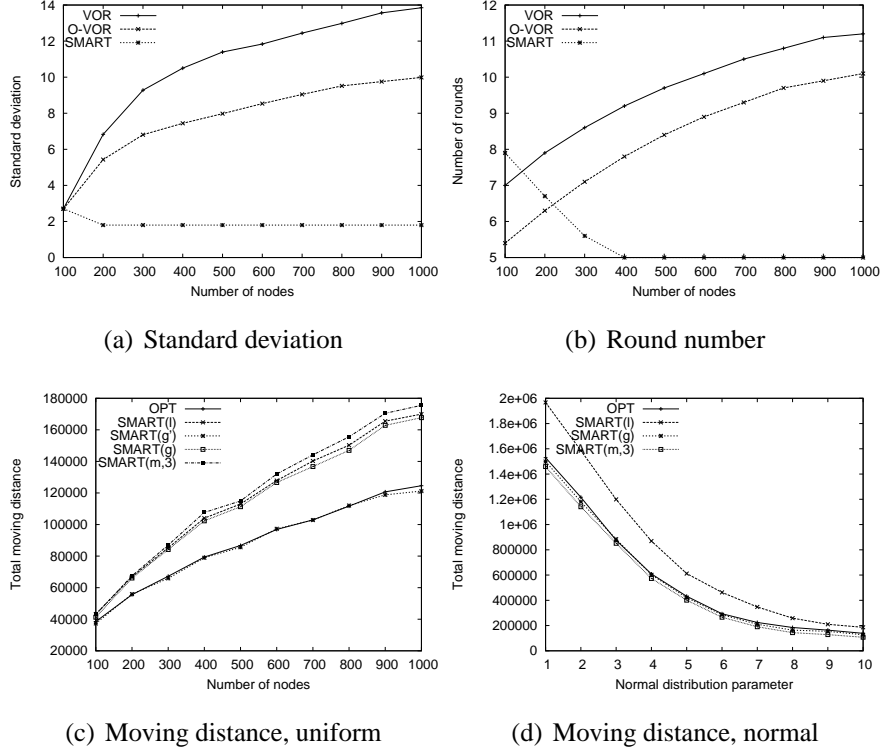 VOR
O-VOR
SMART
14
12
10
8
6
4
2
0
Standard deviation
100 200 300 400 500 600 700 800 900 1000
Number of nodes
(a) Standard deviation
VOR
O-VOR
SMART
12
11
10
9
8
7
6
5
Number of rounds
100 200 300 400 500 600 700 800 900 1000
Number of nodes
(b) Round number
OPT
SMART(l)
SMART(g')
SMART(g)
SMART(m,3)
180000
160000
140000
120000
100000
80000
60000
40000
20000
Total moving distance
100 200 300 400 500 600 700 800 900 1000
Number of nodes
(c) Moving distance, uniform
OPT
SMART(l)
SMART(g)
SMART(m,3)
2e+06
1.8e+06
1.6e+06
1.4e+06
1.2e+06
1e+06
800000
600000
400000
200000
0
Total moving distance
1 2 3 4 5 6 7 8 9 10
Normal distribution parameter
(d) Moving distance, normal